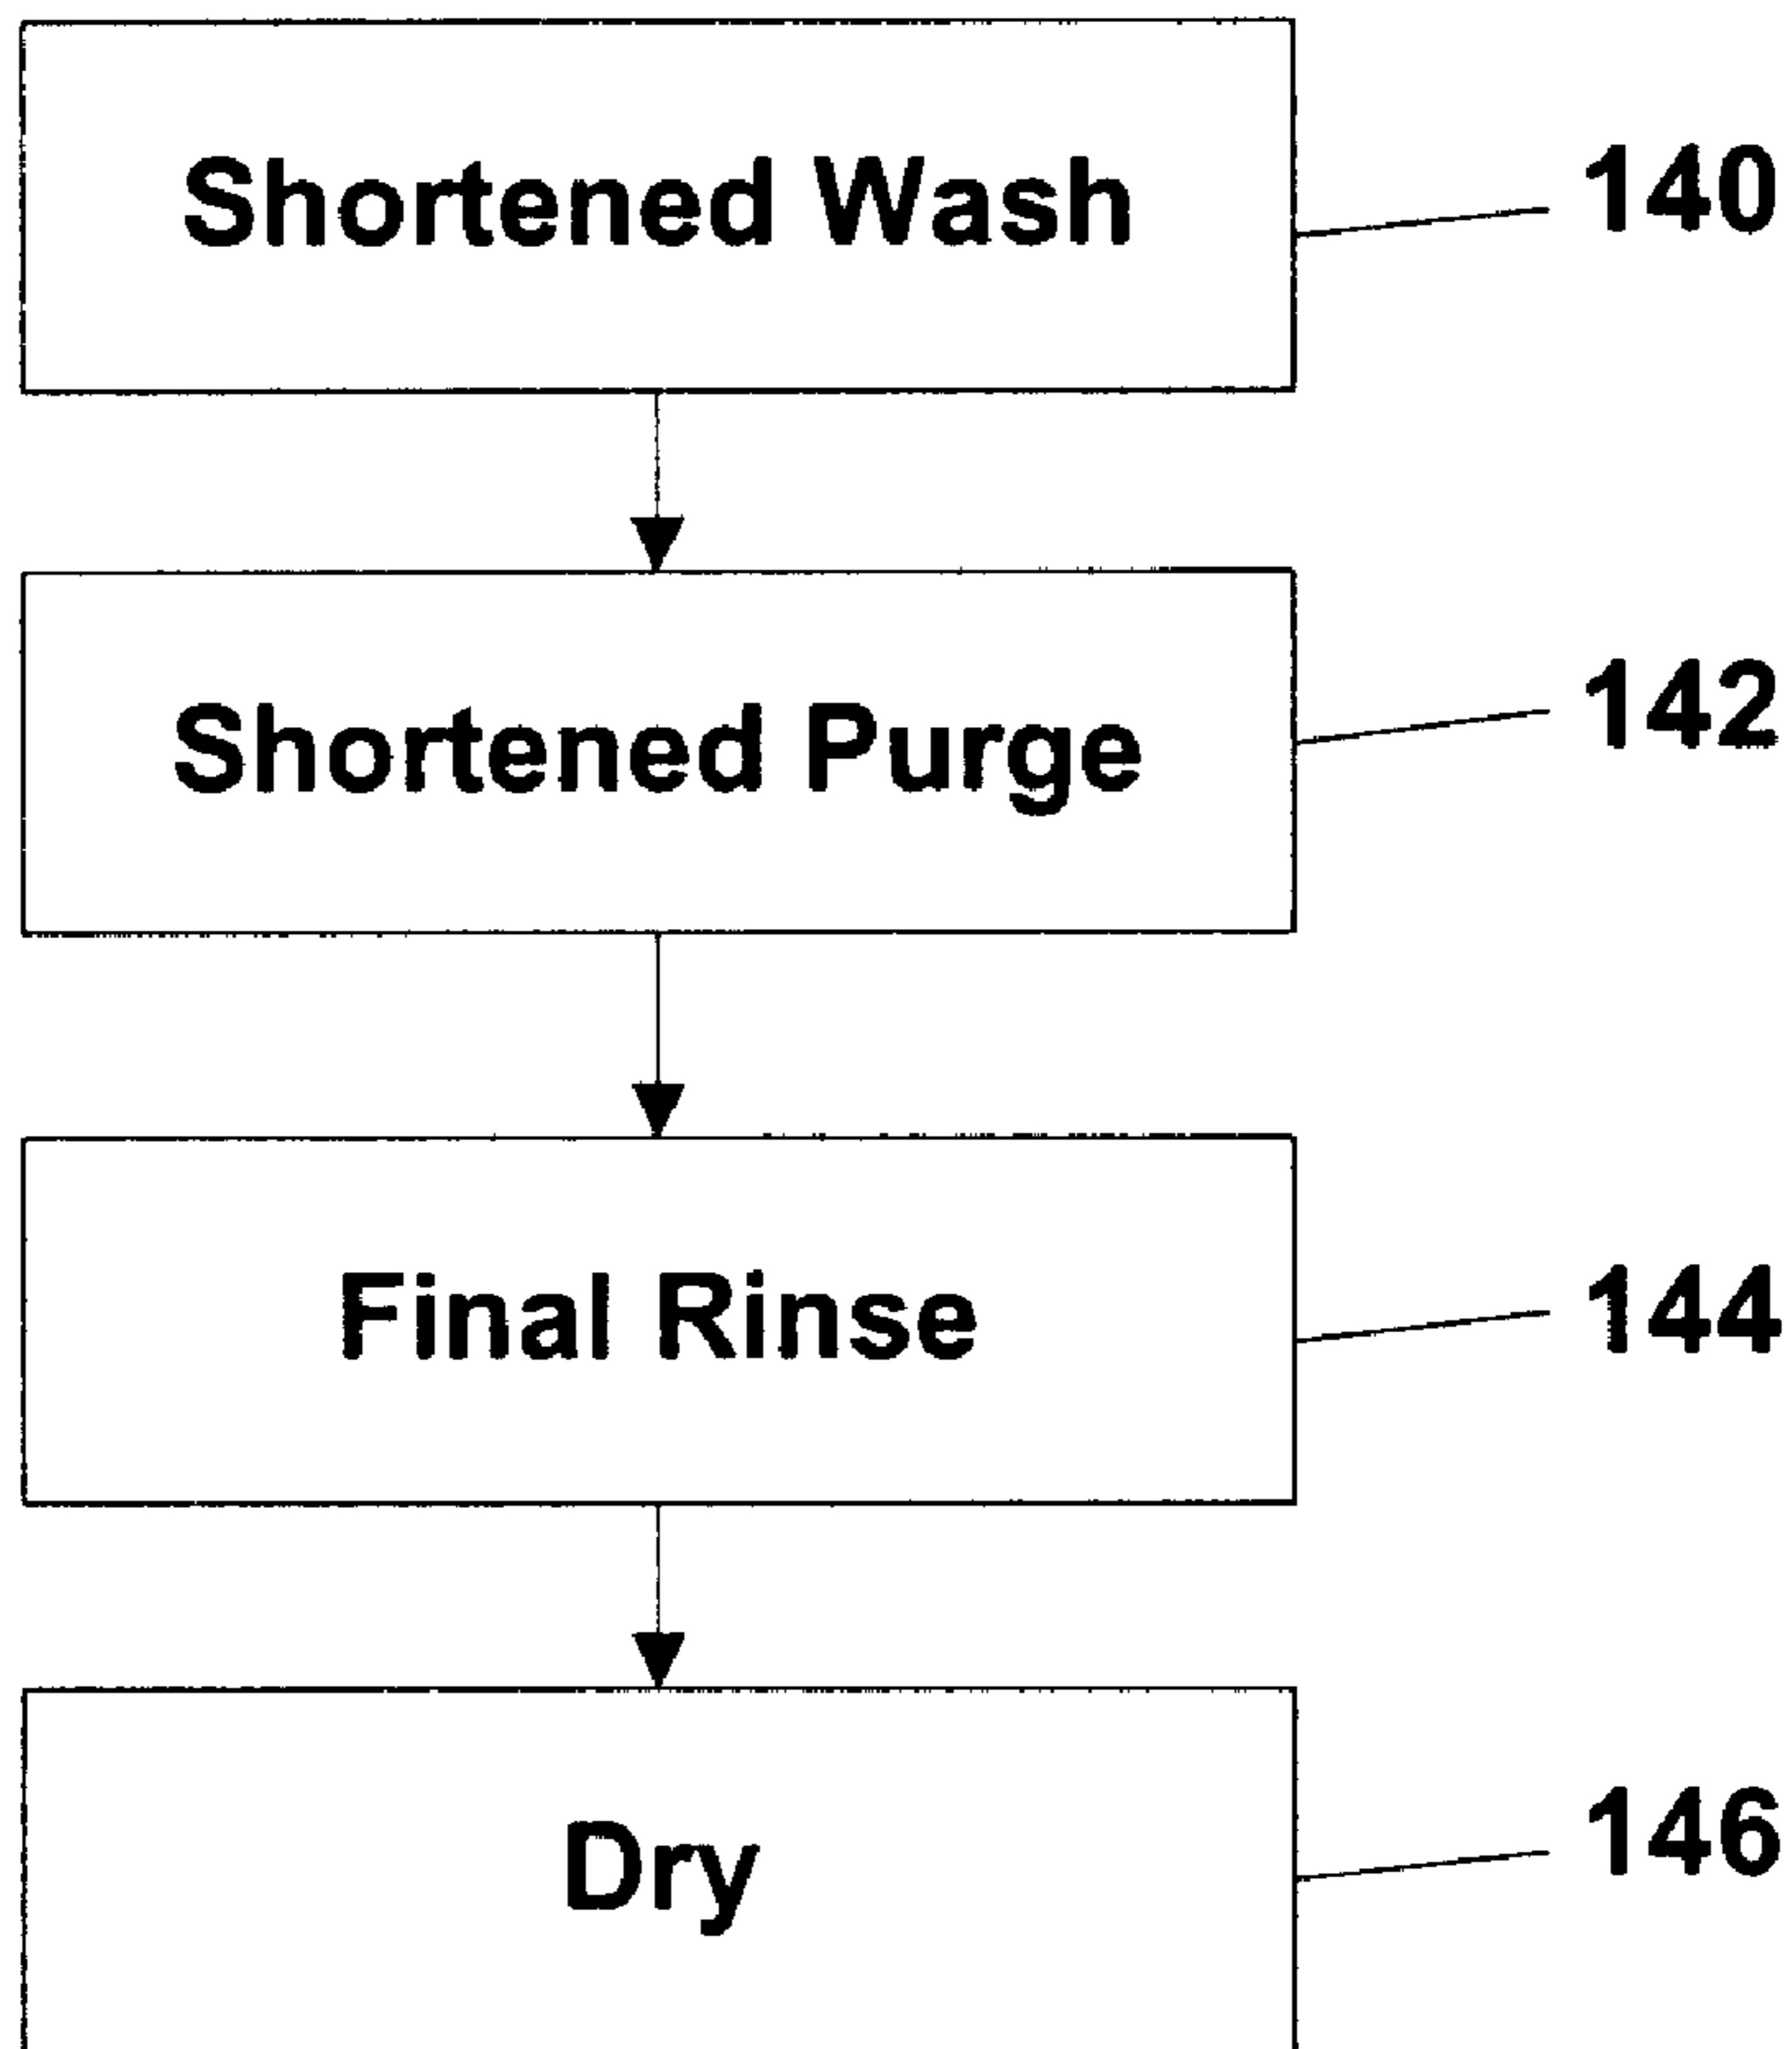 Shortened Wash
140
Shortened Purge
142
Final Rinse
144
Dry
146